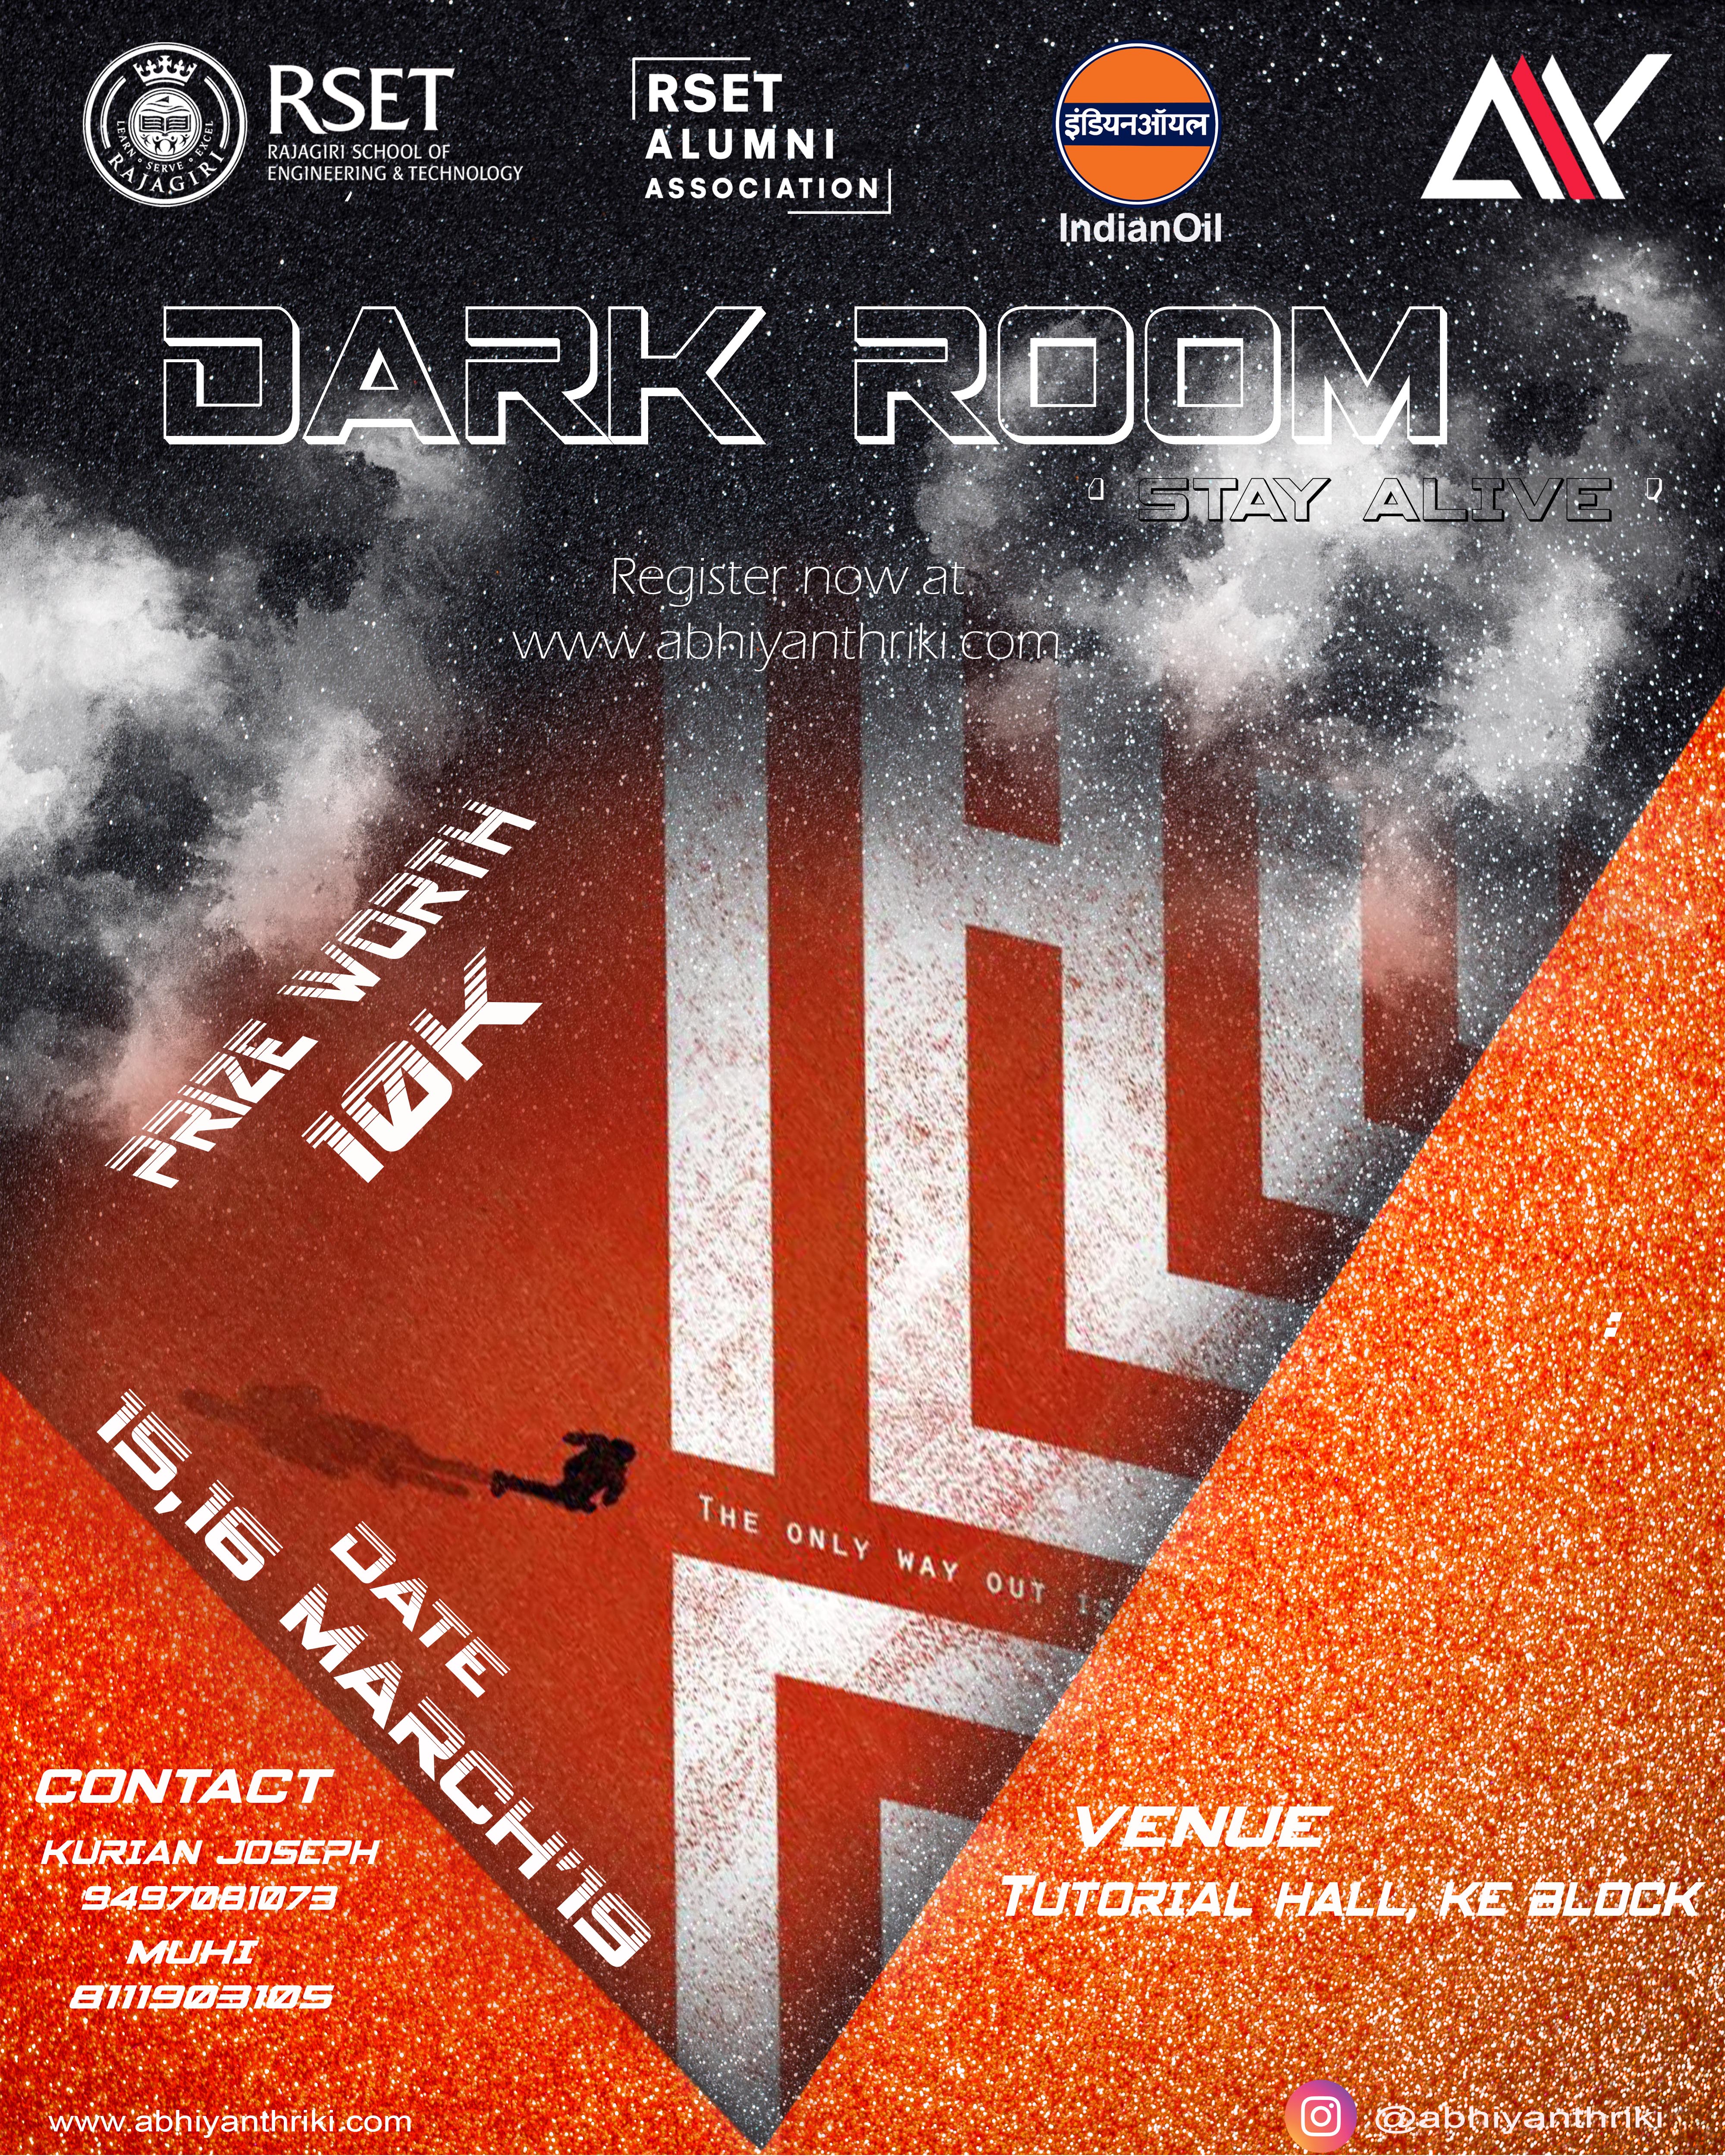 LEARN • SERVE • EXCEL
RAJAGIRI
RSET
RAJAGIRI SCHOOL OF
ENGINEERING & TECHNOLOGY
RSET
ALUMNI
ASSOCIATION
इंडियनऑयल
IndianOil
AK
DARK ROOM
' STAY ALIVE '
Register now at
www.abhiyanthriki.com
PRIZE WORTH
10K
THE ONLY WAY OUT IS
DATE
15,16 MARCH'19
CONTACT
KURIAN JOSEPH
9497081073
MUHI
8111903105
VENUE
TUTORIAL HALL, KE BLOCK
:
www.abhiyanthriki.com
@abhiyanthriki